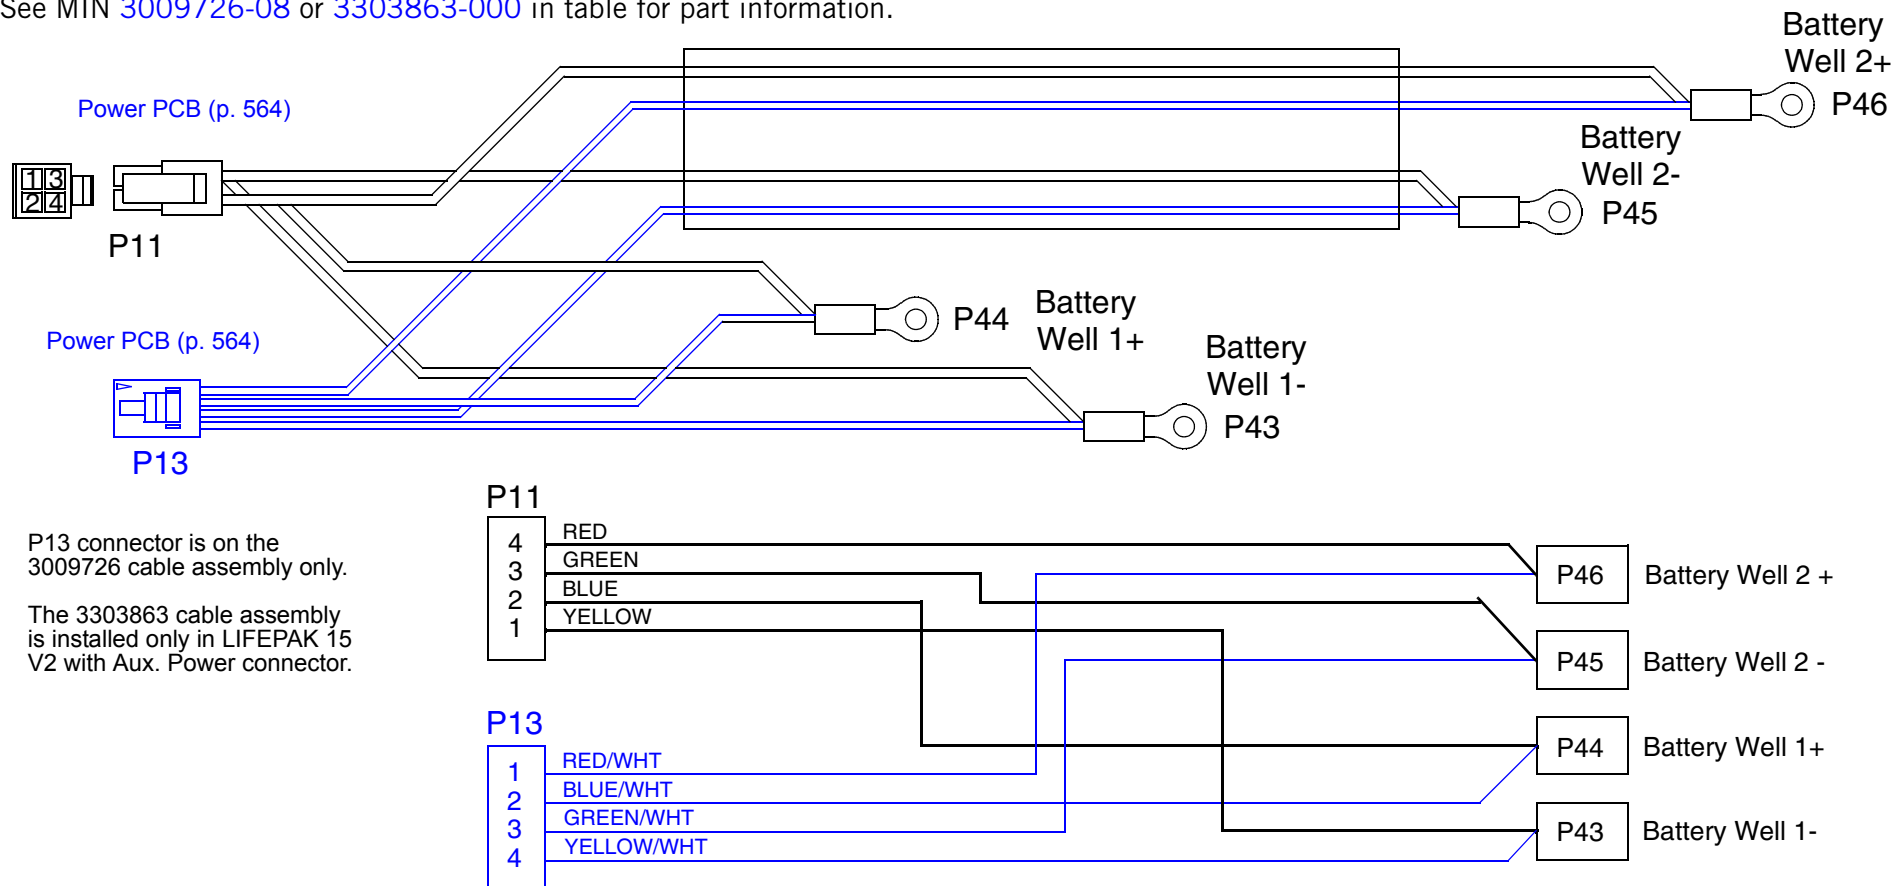 See MIN 3009726-08 or 3303863-000 in table for part information.
Battery
Well 2+
P46
Power PCB (p. 564)
Battery
Well 2-
P45
1 3
2 4
P11
Battery
Well 1+
P44
Power PCB (p. 564)
Battery
Well 1-
P43
P13
P11
P13 connector is on the
3009726 cable assembly only.
The 3303863 cable assembly
is installed only in LIFEPAK 15
V2 with Aux. Power connector.
4 RED
3 GREEN
2 BLUE
1 YELLOW
P46 Battery Well 2 +
P45 Battery Well 2 -
P44 Battery Well 1+
P43 Battery Well 1-
P13
1 RED/WHT
2 BLUE/WHT
3 GREEN/WHT
4 YELLOW/WHT